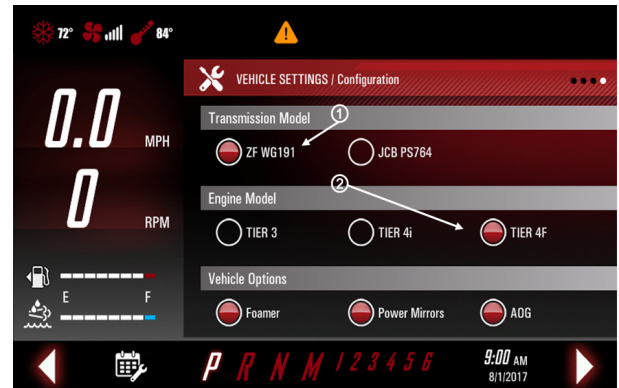 72° 84°
VEHICLE SETTINGS / Configuration
0.0 MPH
0 RPM
E F
Transmission Model 1
ZF WG191 JCB PS764
2
Engine Model
TIER 3 TIER 4i TIER 4F
Vehicle Options
Foamer Power Mirrors AOG
P R N M 1 2 3 4 5 6
9:00 AM
8/1/2017